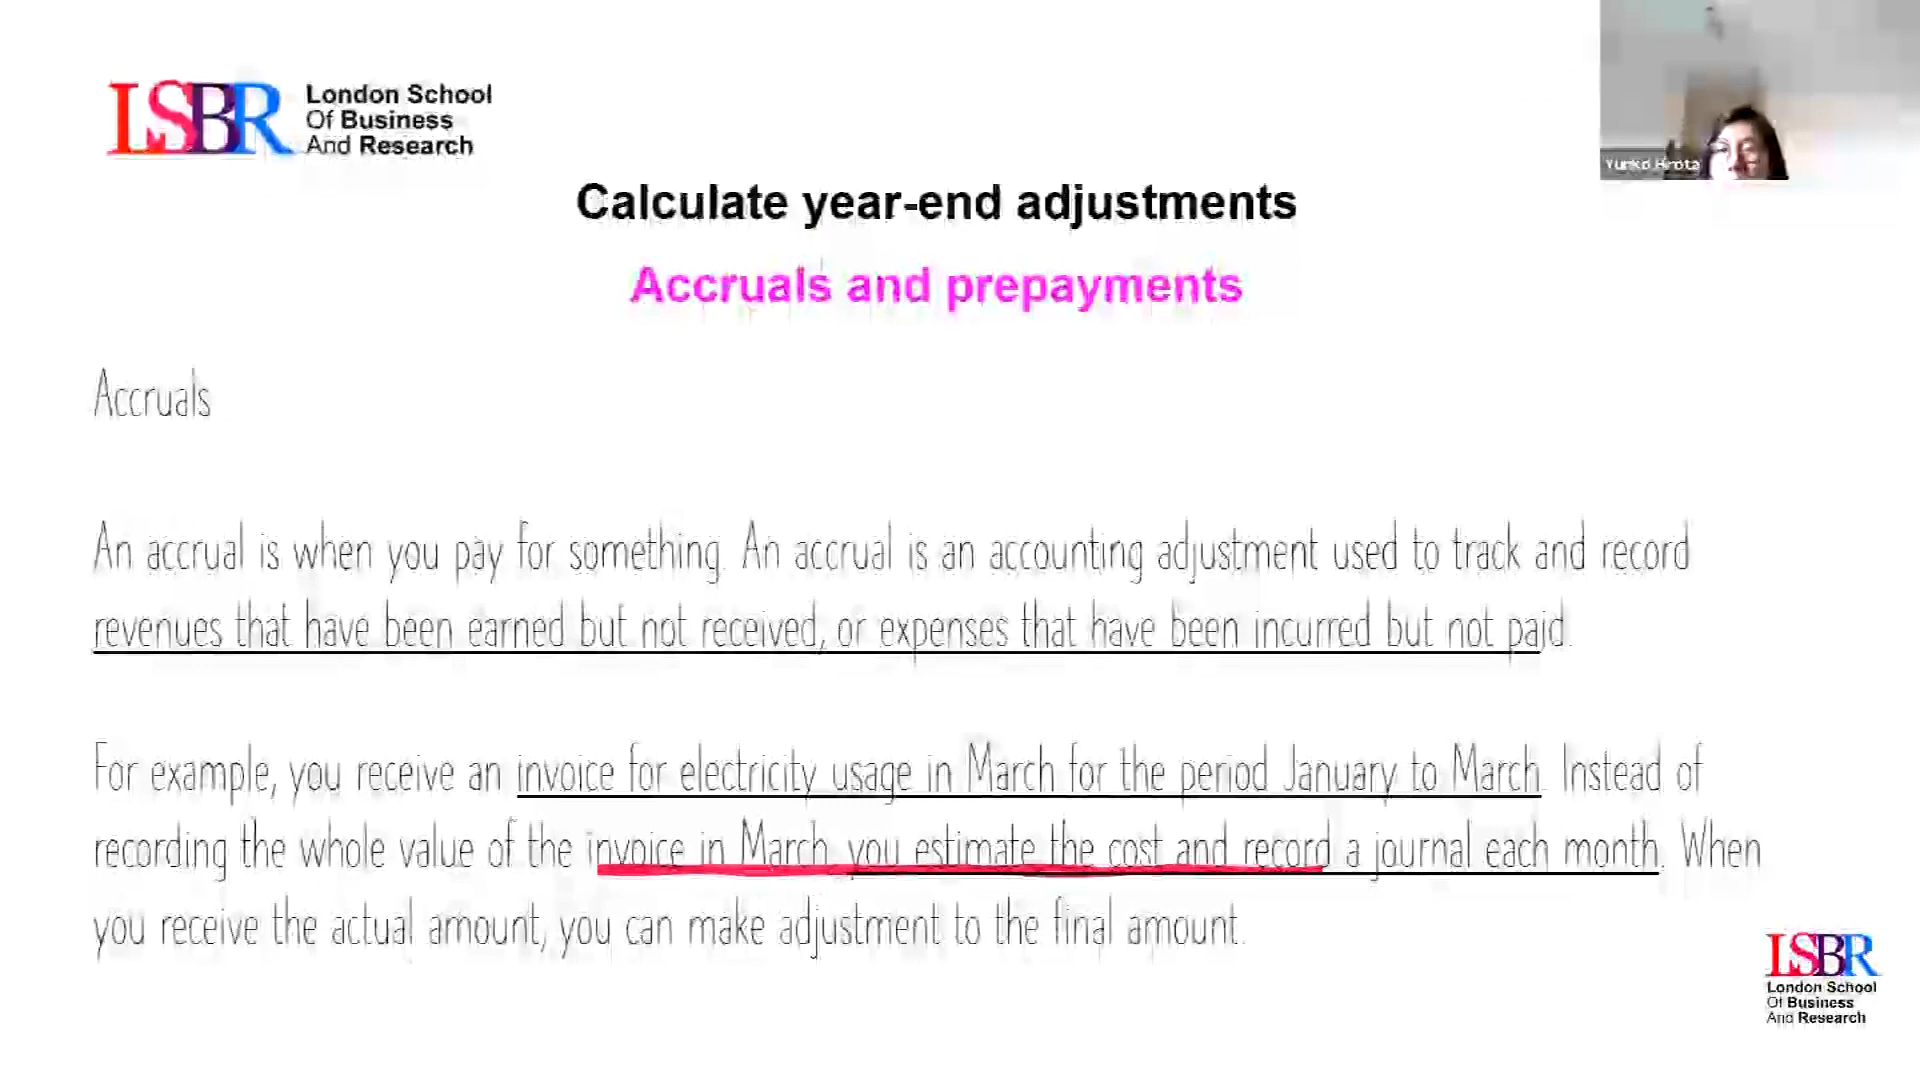 LSBR London School
Of Business
And Research
Yuriko Hirota
Calculate year-end adjustments
Accruals and prepayments
Accruals
An accrual is when you pay for something. An accrual is an accounting adjustment used to track and record
revenues that have been earned but not received, or expenses that have been incurred but not paid.
For example, you receive an invoice for electricity usage in March for the period January to March. Instead of
recording the whole value of the invoice in March you estimate the cost and record a journal each month. When
you receive the actual amount, you can make adjustment to the final amount.
LSBR
London School
Of Business
And Research